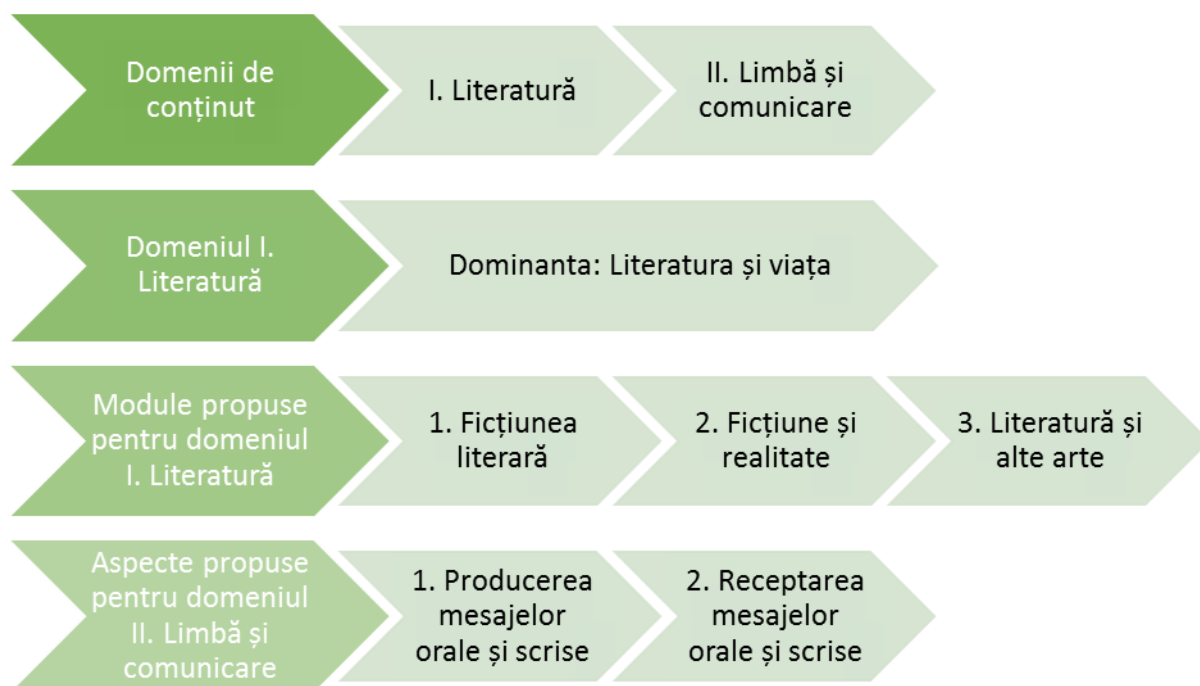 Domenii de
conținut
I. Literatură
II. Limbă și
comunicare
Domeniul I.
Literatură
Dominanta: Literatura și viața
Module propuse
pentru domeniul
I. Literatură
1. Ficțiunea
literară
2. Ficțiune și
realitate
3. Literatură și
alte arte
Aspecte propuse
pentru domeniul
II. Limbă și
comunicare
1. Producerea
mesajelor
orale și scrise
2. Receptarea
mesajelor
orale și scrise